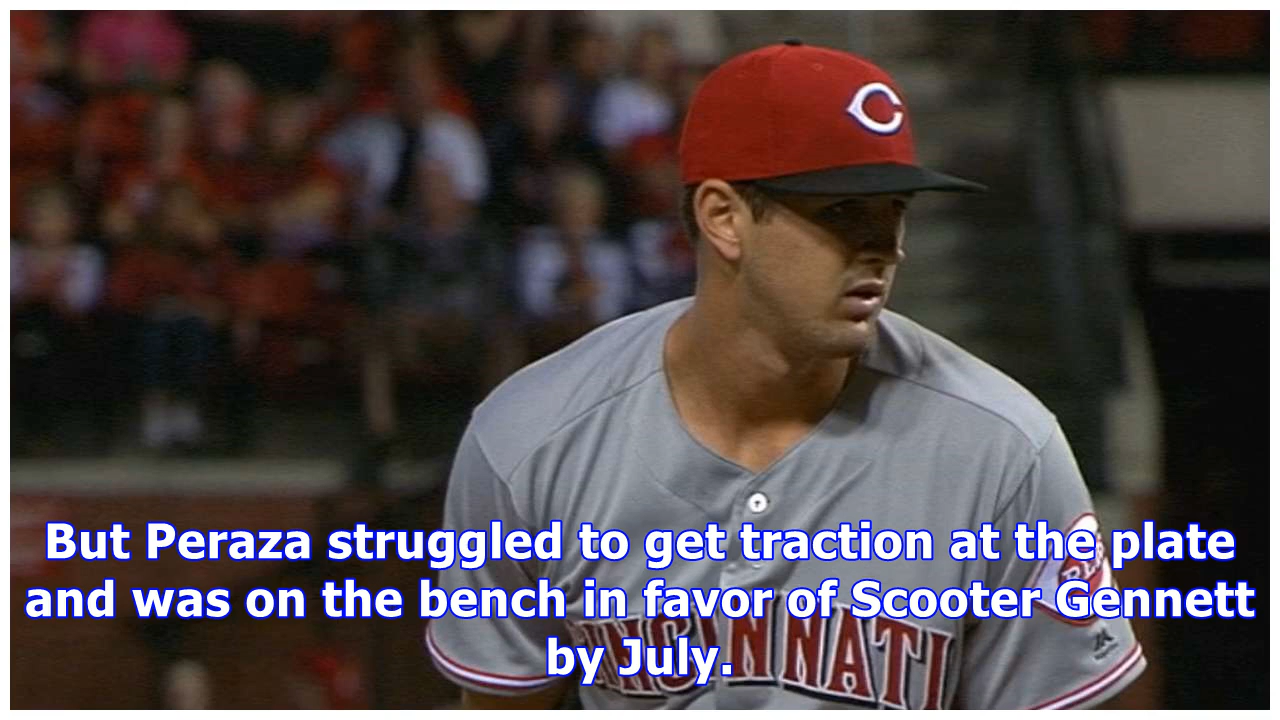 C
But Peraza struggled to get traction at the plate
and was on the bench in favor of Scooter Gennett
by July.
CINCINNATI